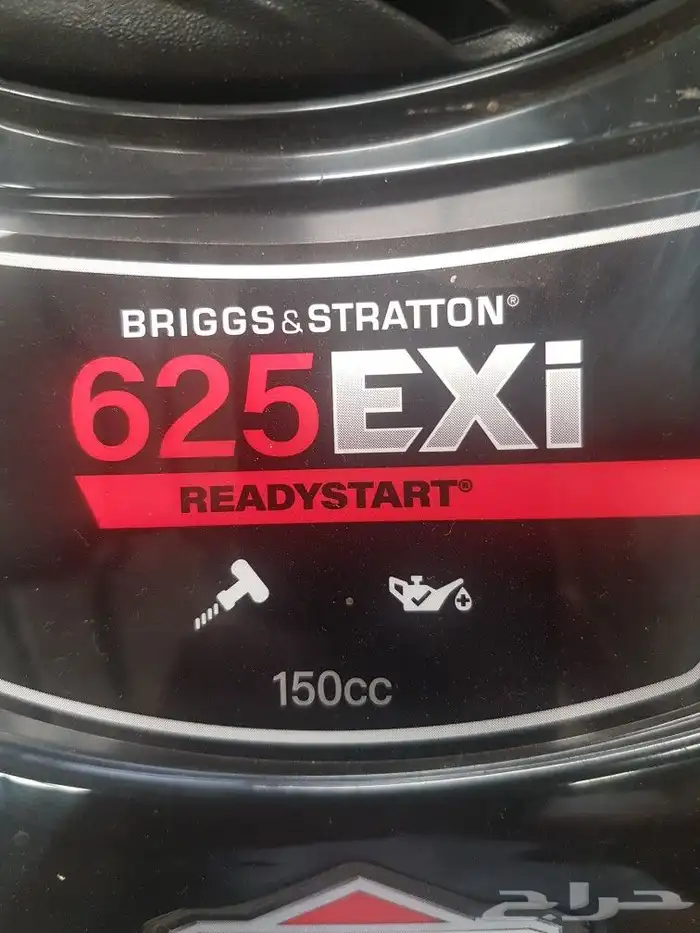 BRIGGS & STRATTON®
625EXi
READYSTART®
150cc
حراج